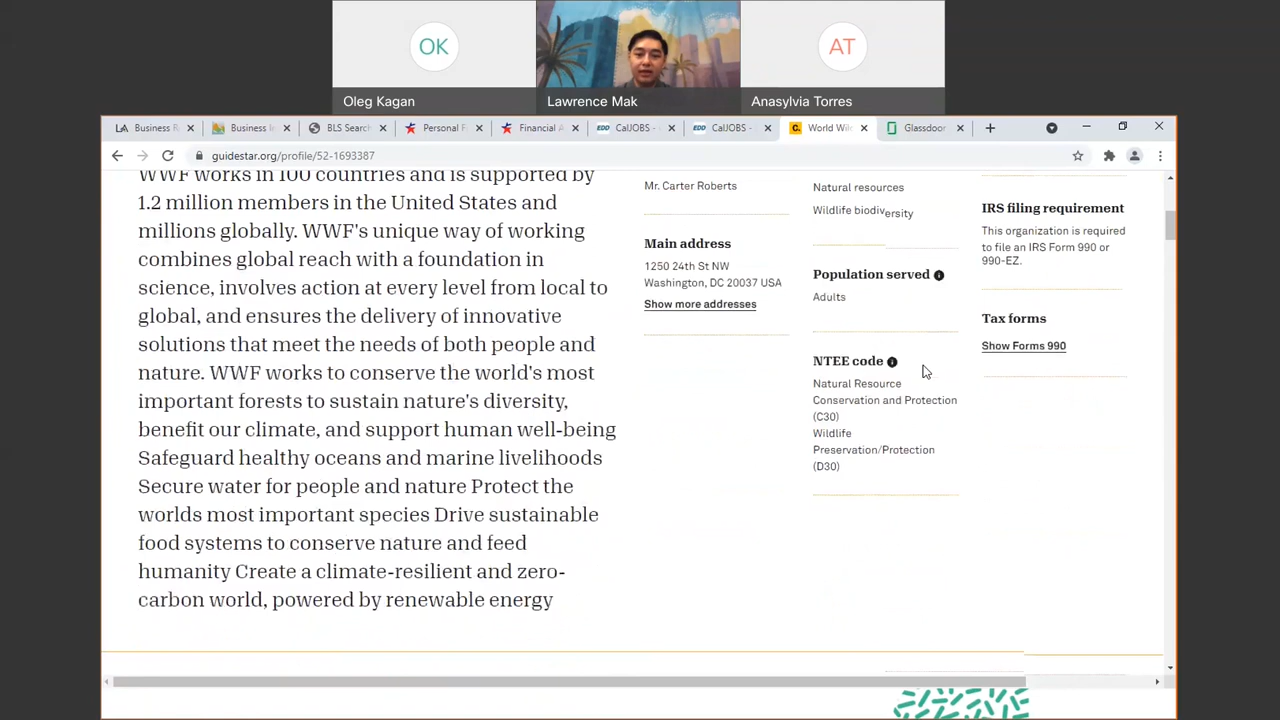 OK
AT
Oleg Kagan
Lawrence Mak
Anasylvia Torres
LA Business R
Business I
BLS Search
Personal F
Financial A
EDD CalJOBS -
EDD CalJOBS -
G. World Wil
Glassdoor
guidestar.org/profile/52-1693387
WWF works in 100 countries and is supported by
1.2 million members in the United States and
millions globally. WWF's unique way of working
combines global reach with a foundation in
science, involves action at every level from local to
global, and ensures the delivery of innovative
solutions that meet the needs of both people and
nature. WWF works to conserve the world's most
important forests to sustain nature's diversity,
benefit our climate, and support human well-being
Safeguard healthy oceans and marine livelihoods
Secure water for people and nature Protect the
worlds most important species Drive sustainable
food systems to conserve nature and feed
humanity Create a climate-resilient and zero-
carbon world, powered by renewable energy
Mr. Carter Roberts
Main address
1250 24th St NW
Washington, DC 20037 USA
Show more addresses
Natural resources
Wildlife biodiversity
Population served
Adults
NTEE code
Natural Resource
Conservation and Protection
(C30)
Wildlife
Preservation/Protection
(D30)
IRS filing requirement
This organization is required
to file an IRS Form 990 or
990-EZ.
Tax forms
Show Forms 990